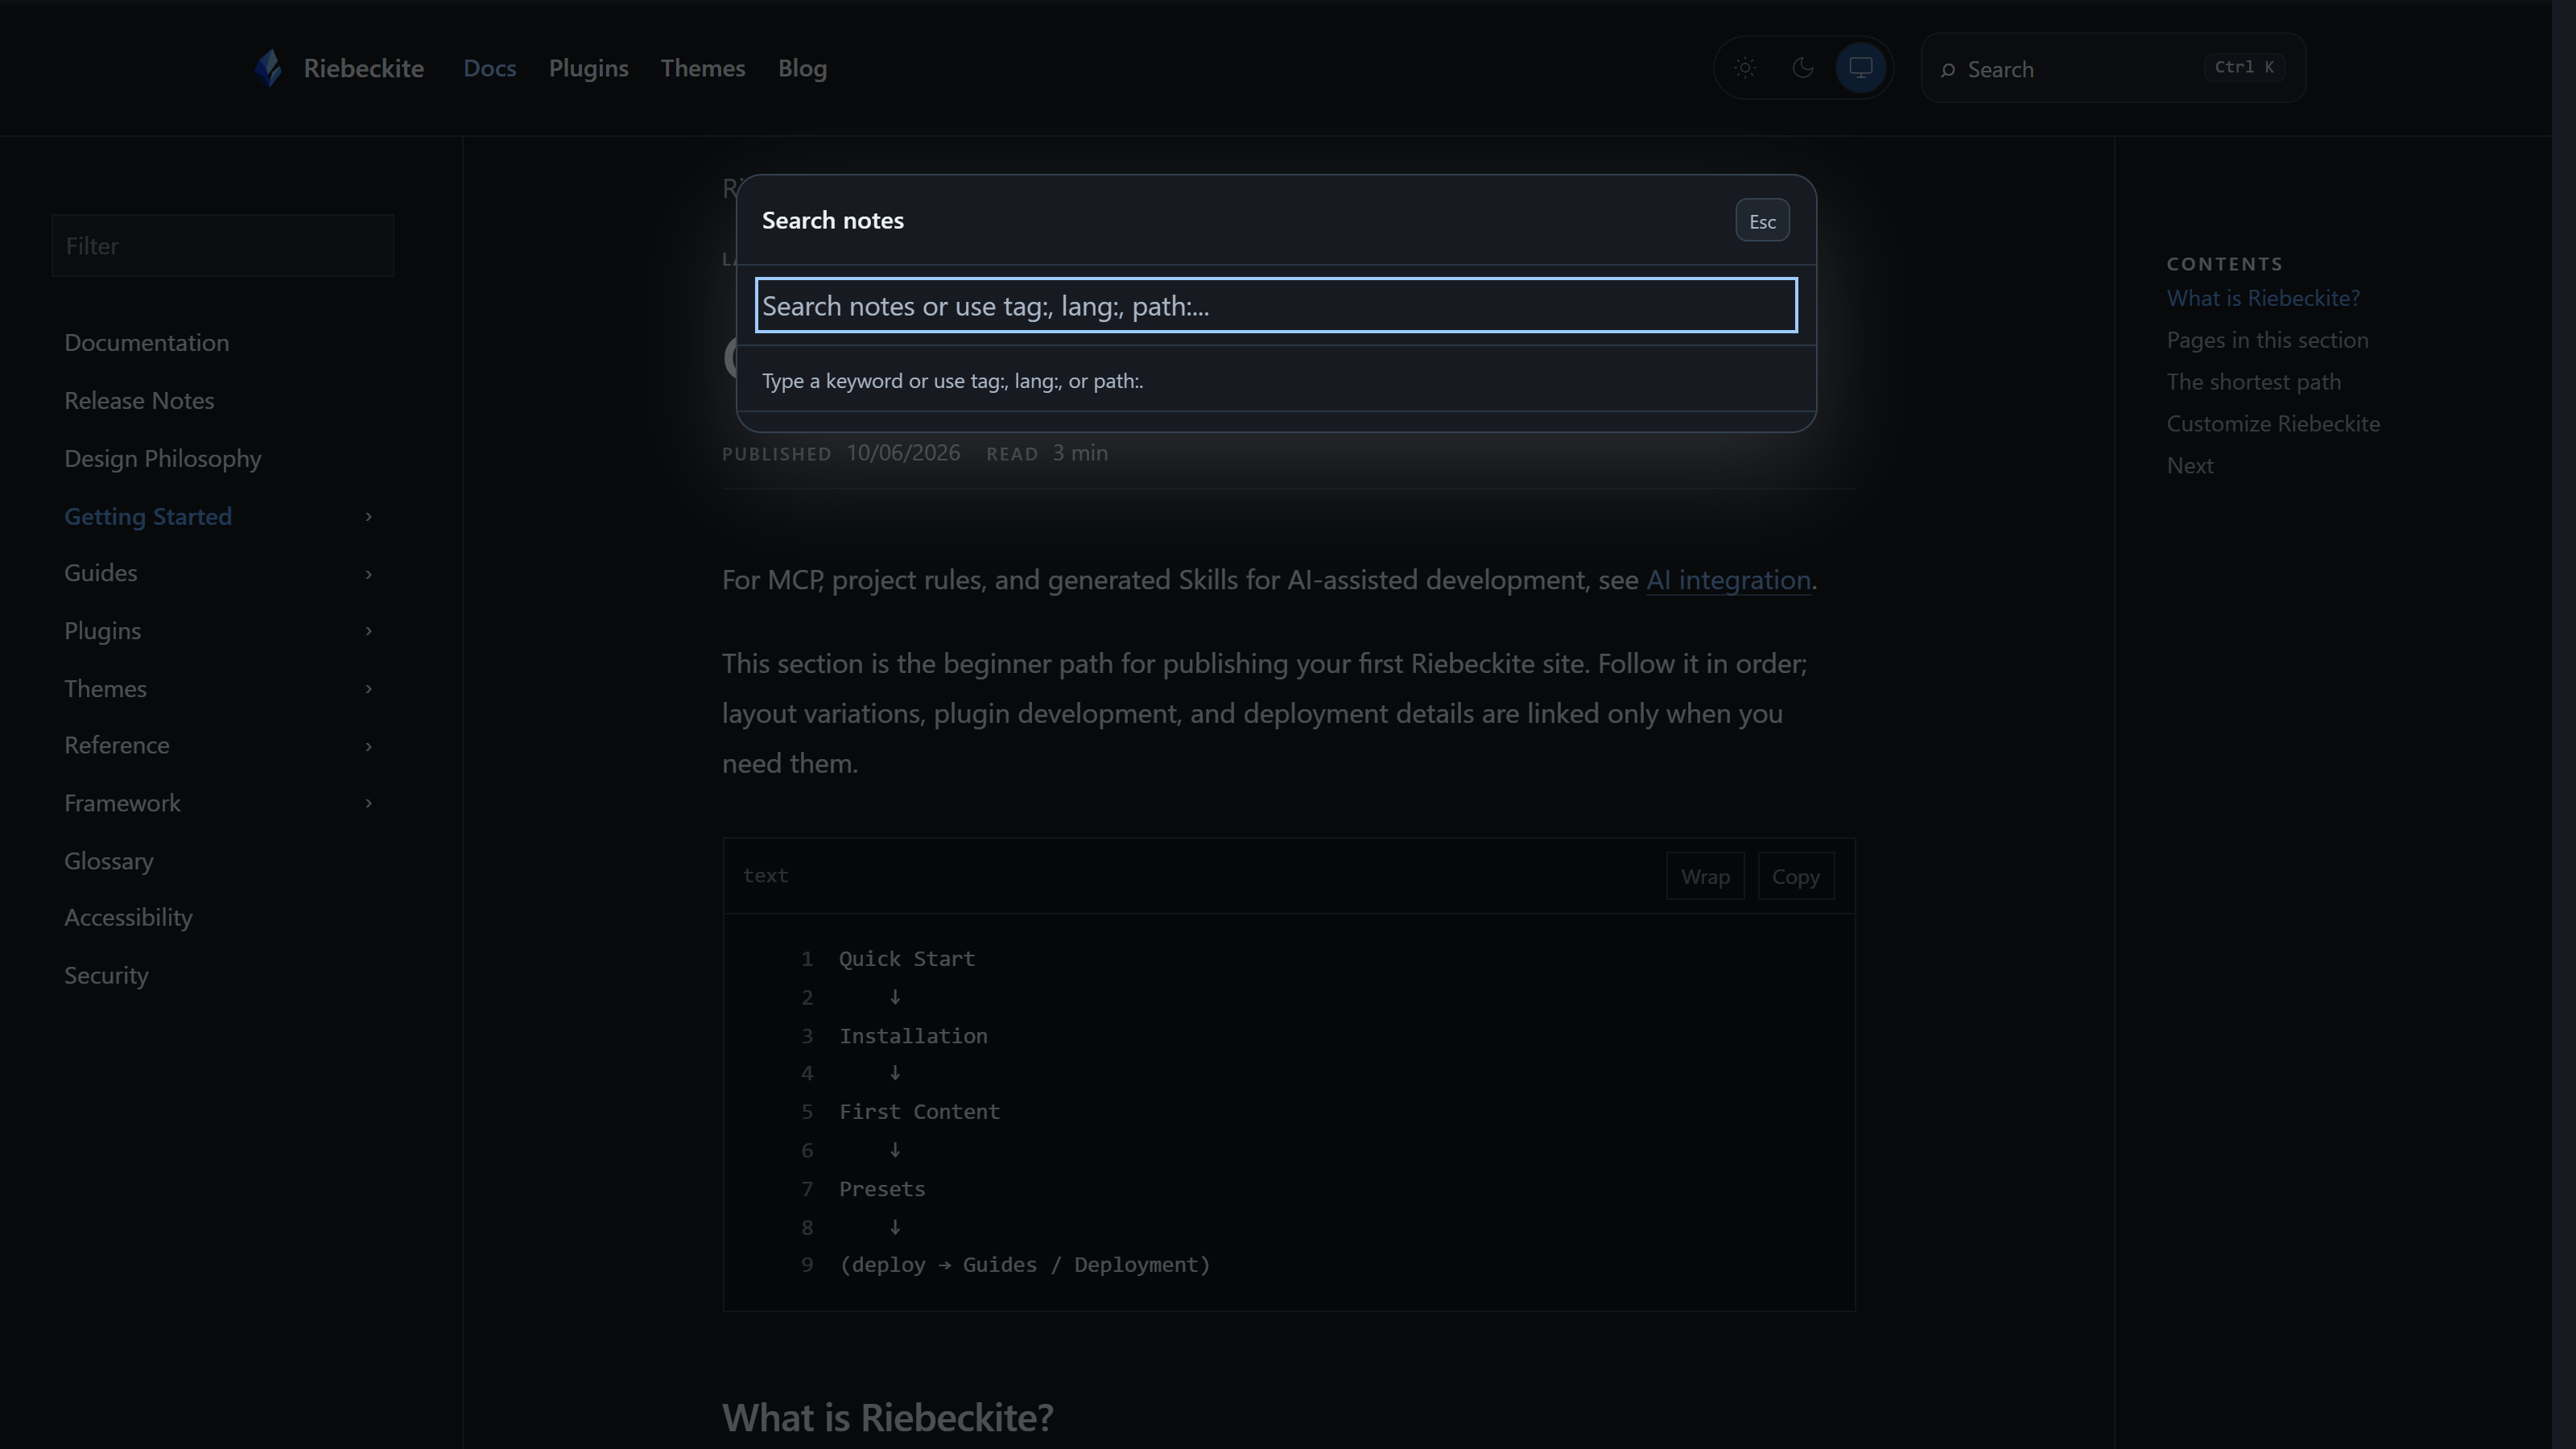 Riebeckite
Docs
Plugins
Themes
Blog
Search
Ctrl K
Filter
Documentation
Release Notes
Design Philosophy
Getting Started
Guides
Plugins
Themes
Reference
Framework
Glossary
Accessibility
Security
Search notes
Esc
Search notes or use tag:, lang:, path:...
Type a keyword or use tag:, lang:, or path:.
PUBLISHED 10/06/2026 READ 3 min
For MCP, project rules, and generated Skills for AI-assisted development, see AI integration.
This section is the beginner path for publishing your first Riebeckite site. Follow it in order;
layout variations, plugin development, and deployment details are linked only when you
need them.
text
Wrap
Copy
1 Quick Start
2 ↓
3 Installation
4 ↓
5 First Content
6 ↓
7 Presets
8 ↓
9 (deploy → Guides / Deployment)
What is Riebeckite?
CONTENTS
What is Riebeckite?
Pages in this section
The shortest path
Customize Riebeckite
Next